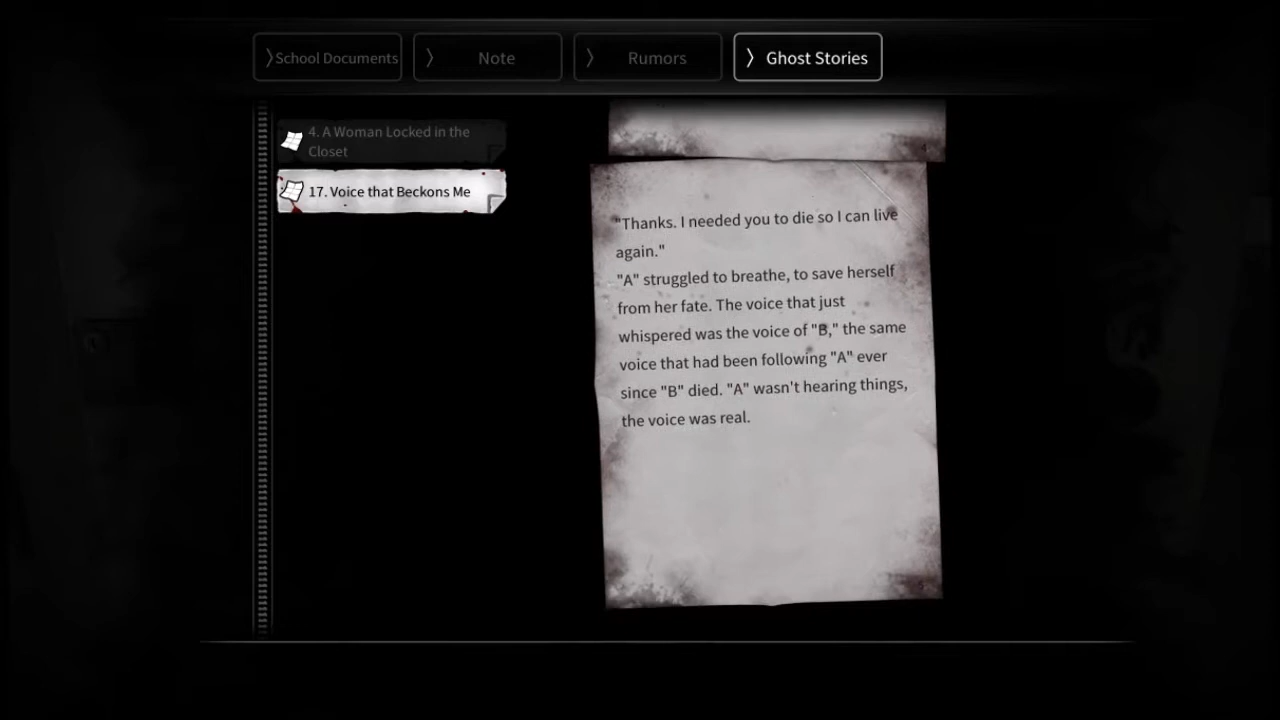 School Documents
Note
Rumors
Ghost Stories
4. A Woman Locked in the
Closet
17. Voice that Beckons Me
"Thanks. I needed you to die so I can live
again."
"A" struggled to breathe, to save herself
from her fate. The voice that just
whispered was the voice of "B," the same
voice that had been following "A" ever
since "B" died. "A" wasn't hearing things,
the voice was real.